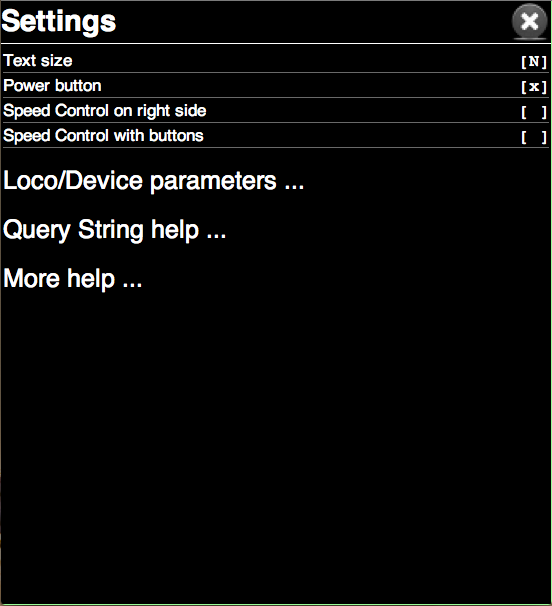 Settings
Text size [N]
Power button [x]
Speed Control on right side [ ]
Speed Control with buttons [ ]
Loco/Device parameters ...
Query String help ...
More help ...